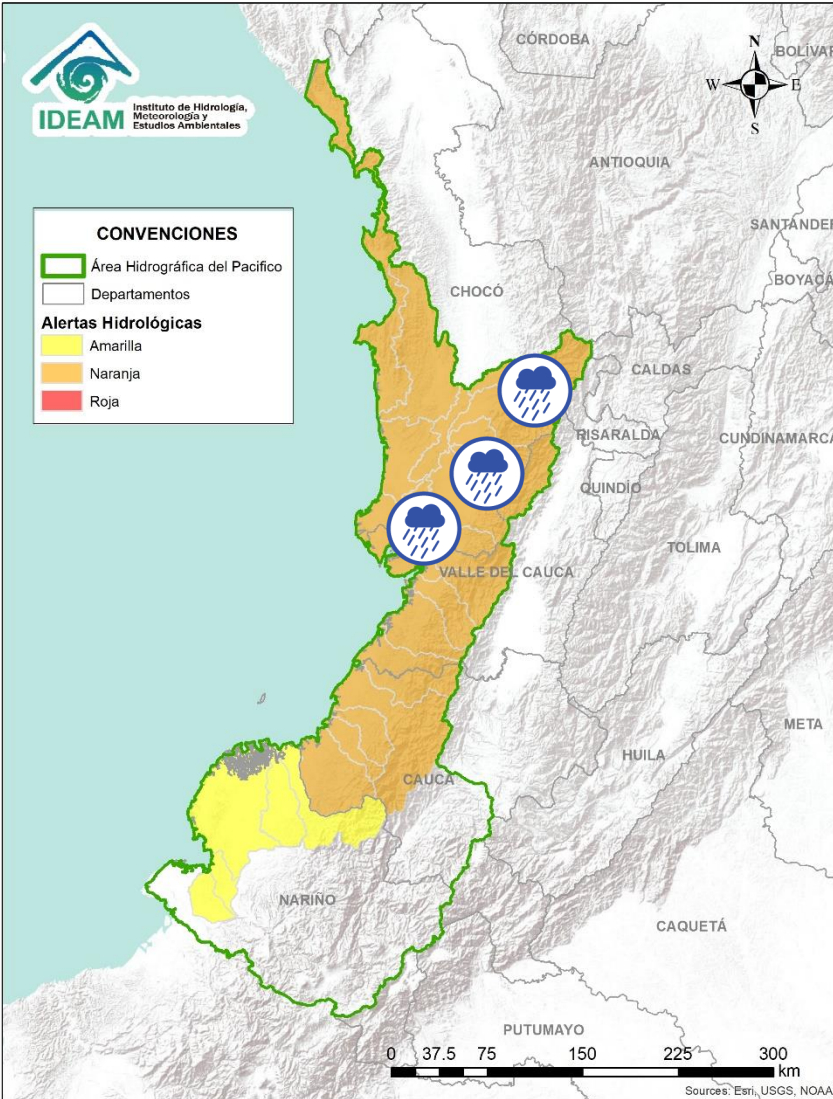 IDEAM
Instituto de Hidrología,
Meteorología y
Estudios Ambientales
CÓRDOBA
BOLÍVAR
N
W
E
S
ANTIOQUIA
SANTANDER
BOYACÁ
CONVENCIONES
Área Hidrográfica del Pacifico
Departamentos
Alertas Hidrológicas
Amarilla
Naranja
Roja
CHOCÓ
CALDAS
RISARALDA
CUNDINAMARCA
QUINDÍO
TOLIMA
VALLE DEL CAUCA
META
HUILA
CAUCA
NARIÑO
CAQUETÁ
PUTUMAYO
0 37.5 75 150 225 300
km
Sources: Esri, USGS, NOAA